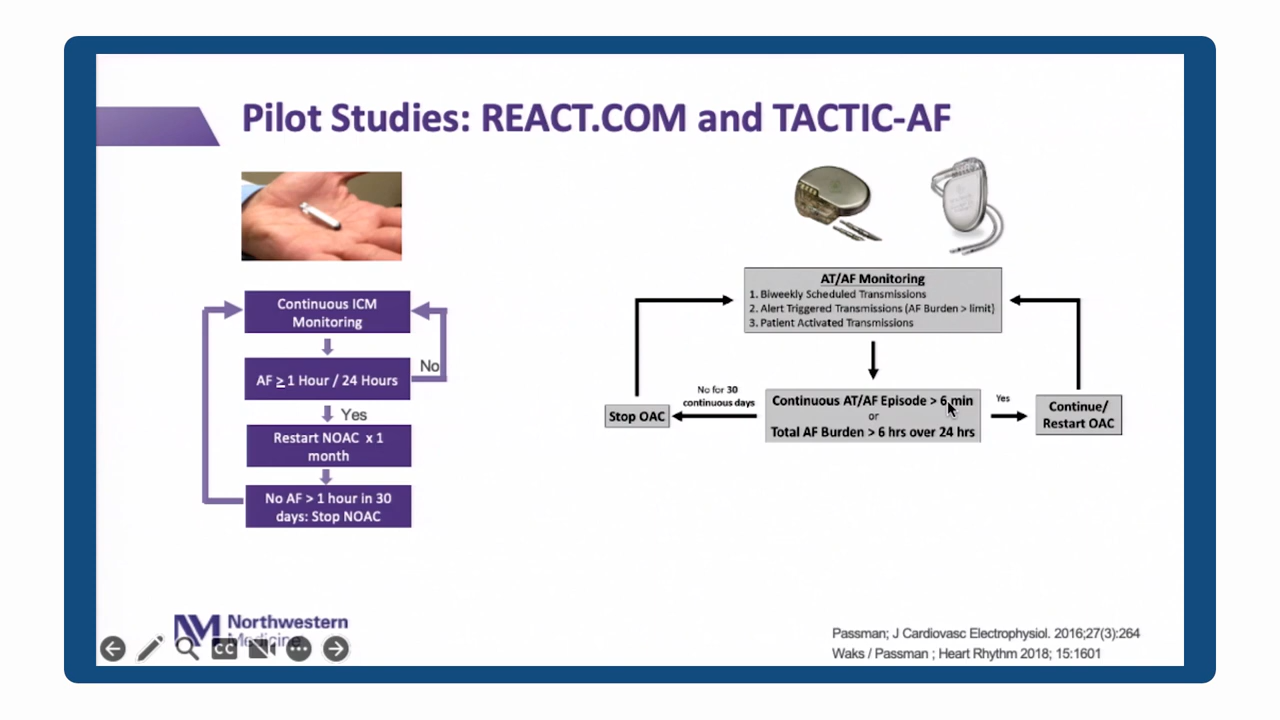 Pilot Studies: REACT.COM and TACTIC-AF
Continuous ICM
Monitoring
AF ≥ 1 Hour / 24 Hours
No
Yes
Restart NOAC x 1
month
No AF > 1 hour in 30
days: Stop NOAC
AT/AF Monitoring
1. Biweekly Scheduled Transmissions
2. Alert Triggered Transmissions (AF Burden > limit)
3. Patient Activated Transmissions
No for 30
continuous days
Stop OAC
Continuous AT/AF Episode > 6 min
or
Total AF Burden > 6 hrs over 24 hrs
Yes
Continue/
Restart OAC
NM Northwestern
Medicine
CC
Passman; J Cardiovasc Electrophysiol. 2016;27(3):264
Waks / Passman ; Heart Rhythm 2018; 15:1601